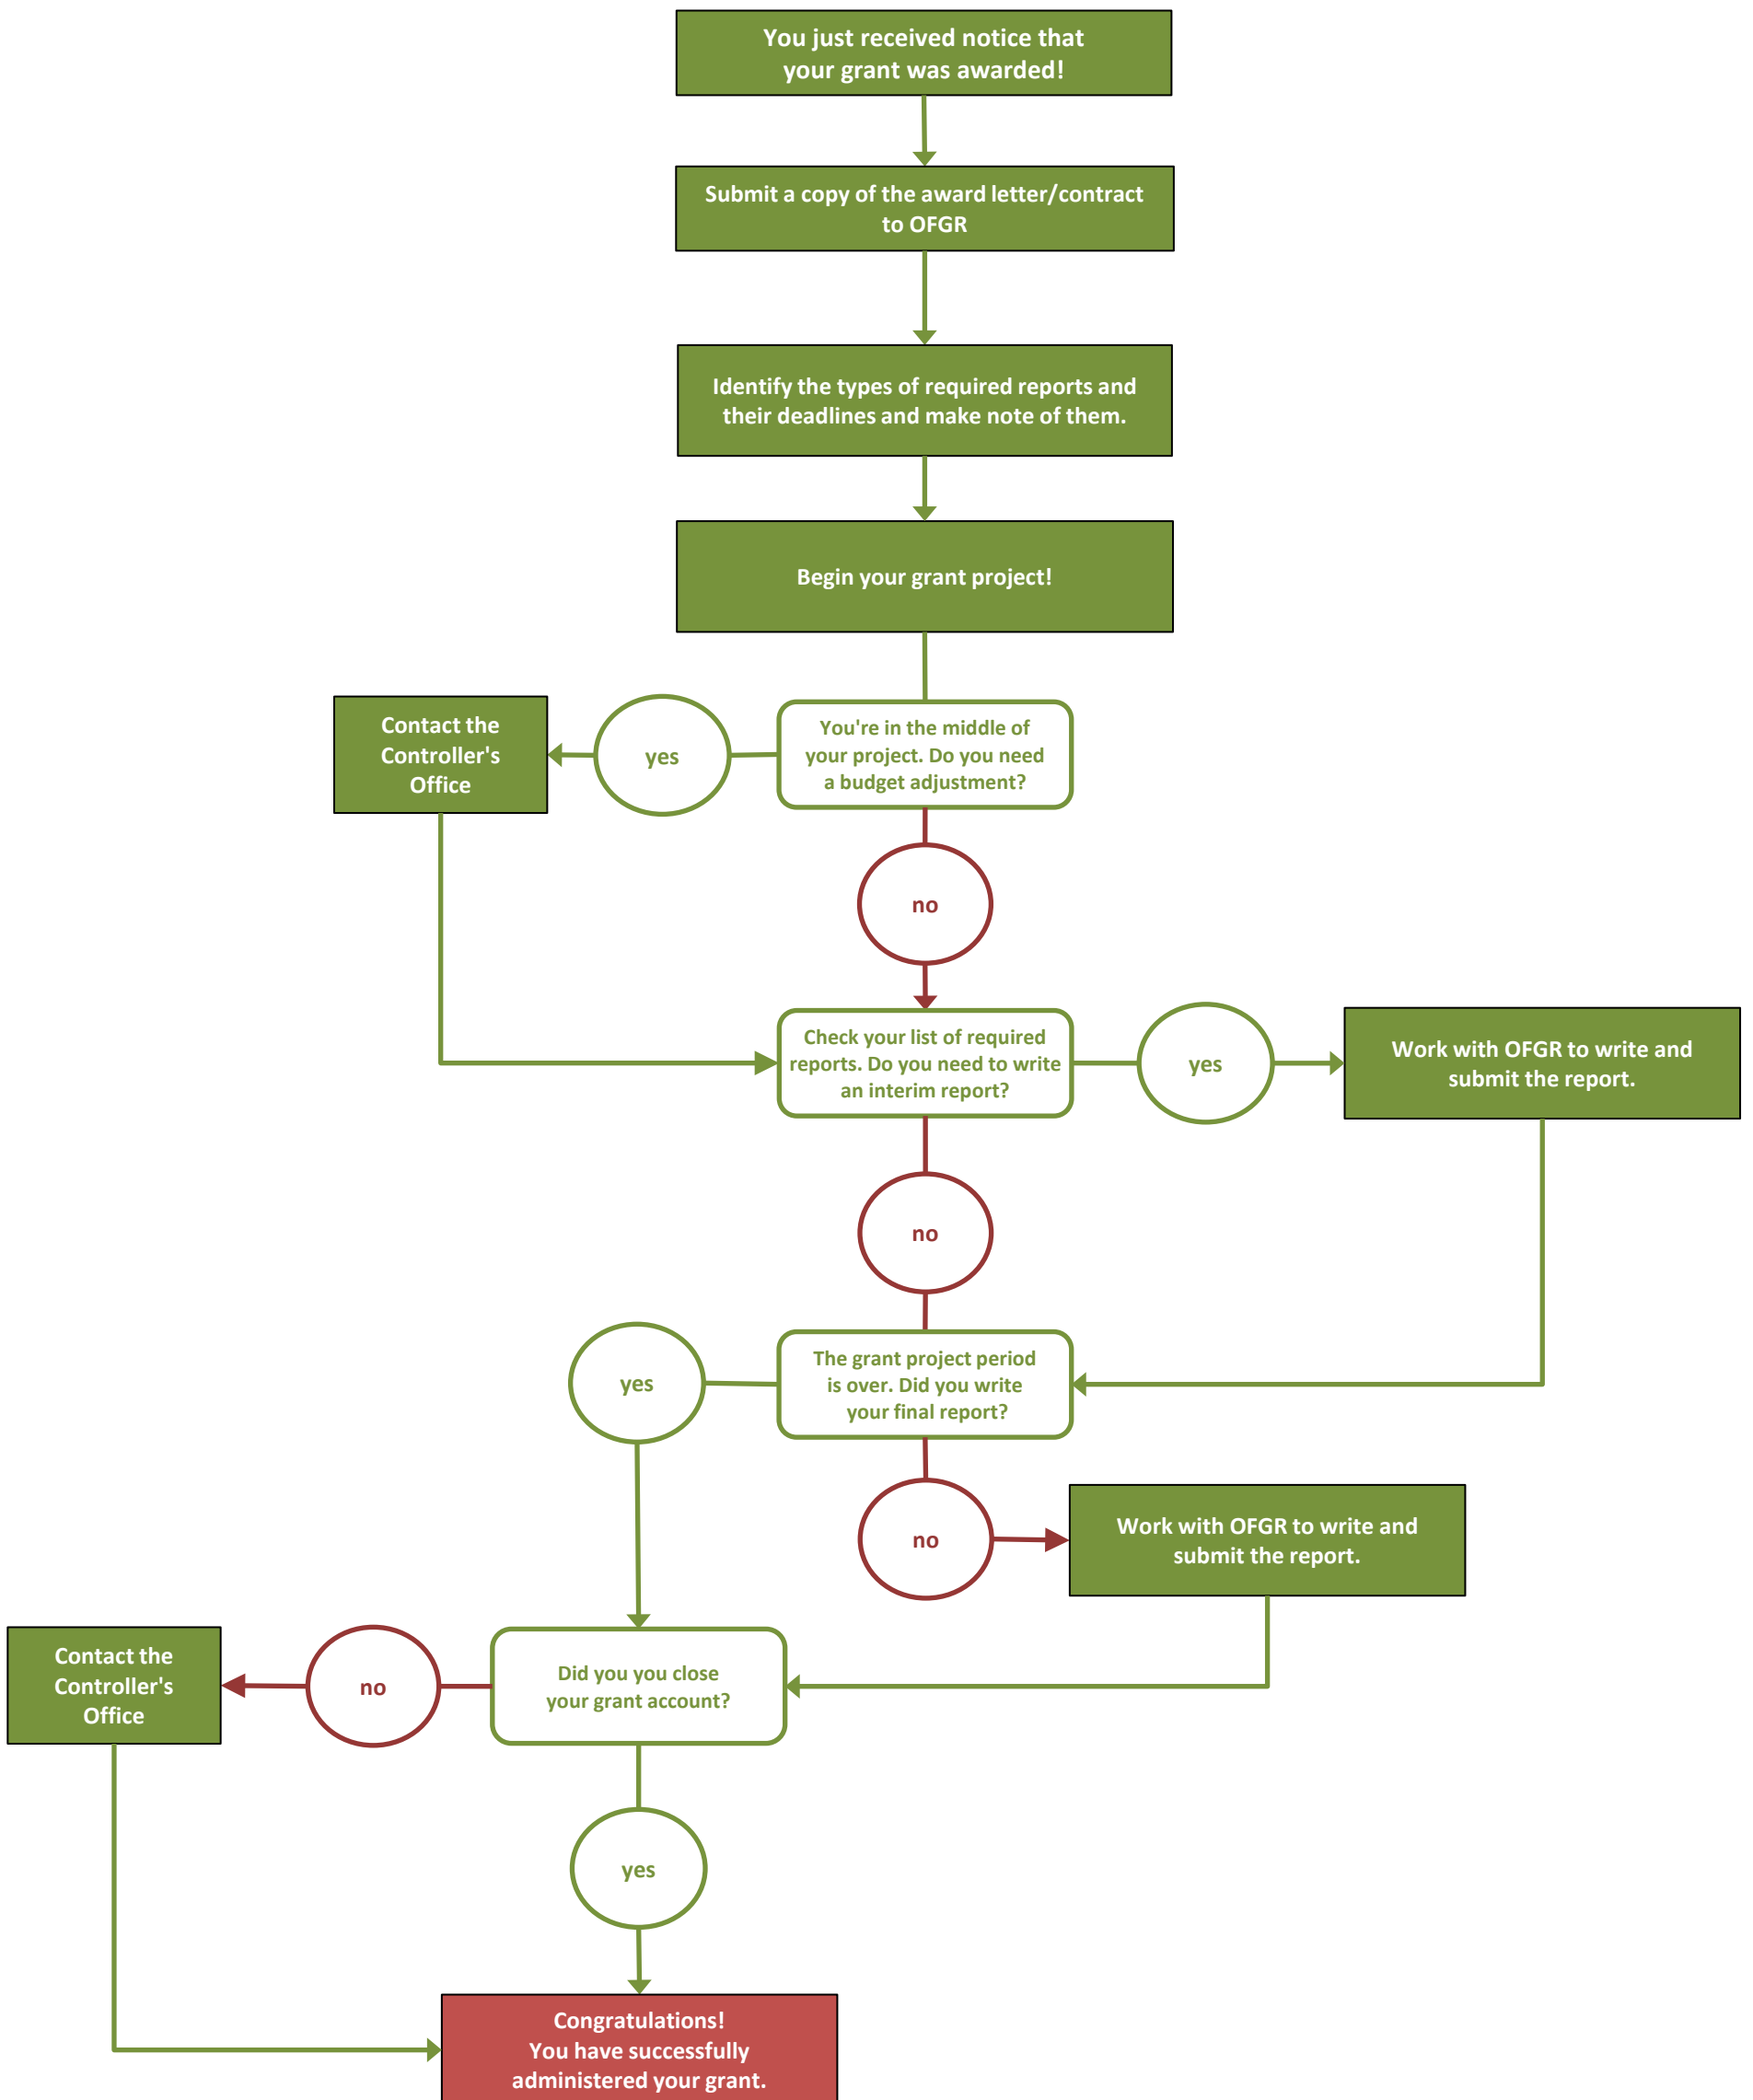 You just received notice that
your grant was awarded!
Submit a copy of the award letter/contract
to OFGR
Identify the types of required reports and
their deadlines and make note of them.
Begin your grant project!
Contact the
Controller's
Office
yes
You're in the middle of
your project. Do you need
a budget adjustment?
no
Check your list of required
reports. Do you need to write
an interim report?
yes
Work with OFGR to write and
submit the report.
no
yes
The grant project period
is over. Did you write
your final report?
no
Work with OFGR to write and
submit the report.
Contact the
Controller's
Office
no
Did you you close
your grant account?
yes
Congratulations!
You have successfully
administered your grant.